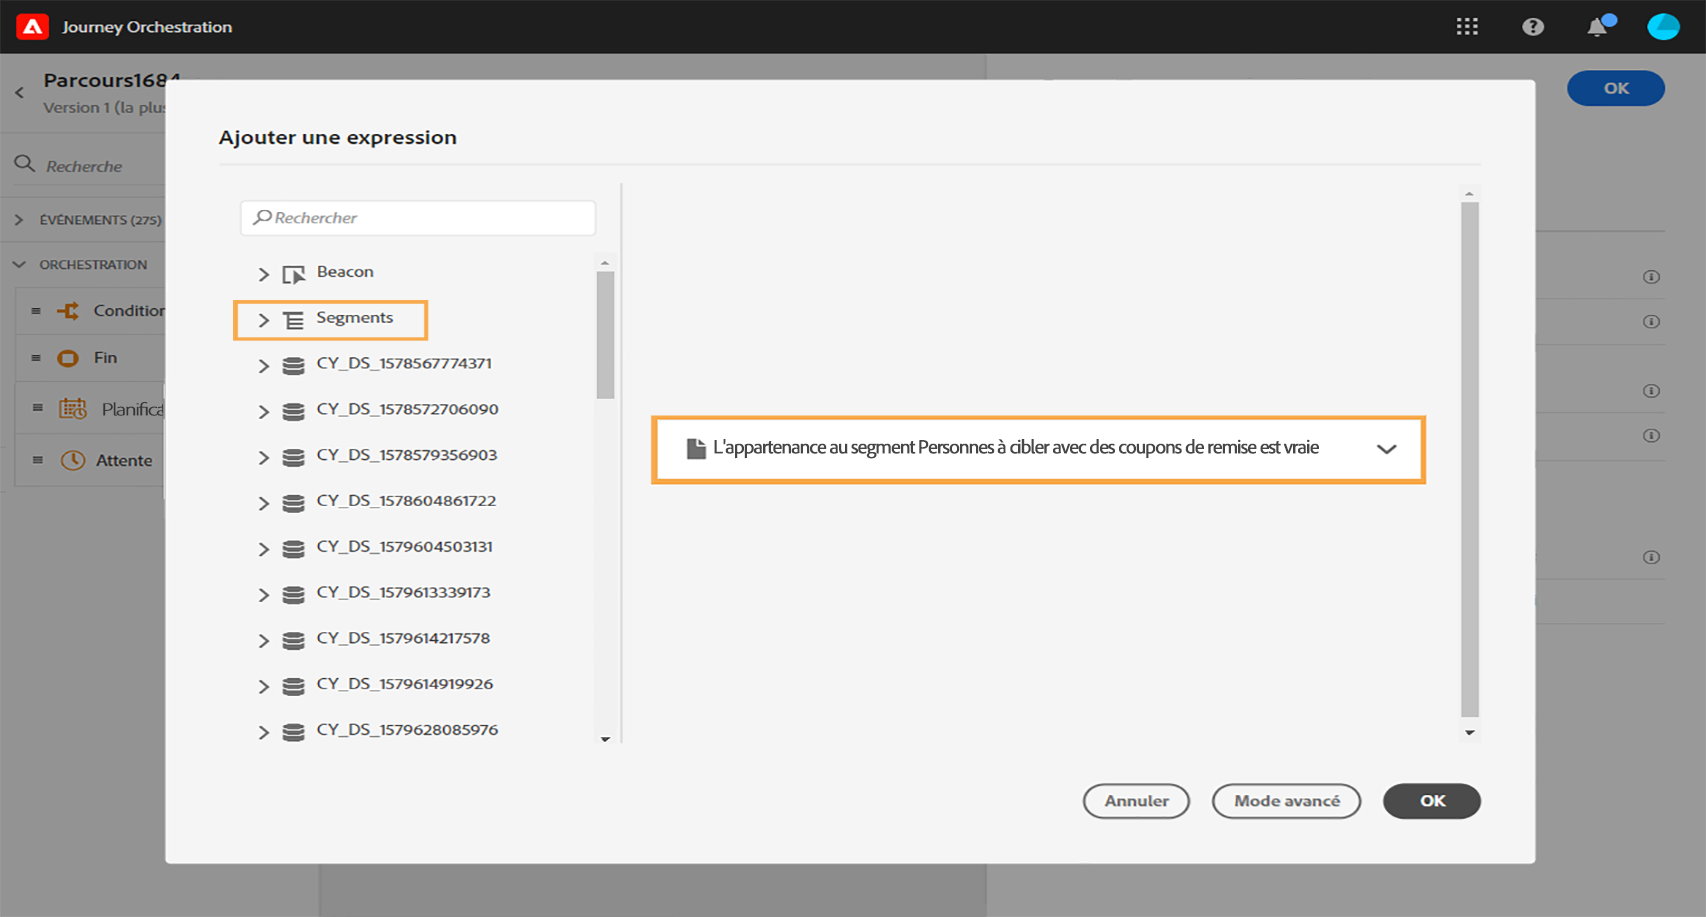 Journey Orchestration
Parcours1684
Version 1 (la plus
OK
Recherche
ÉVÉNEMENTS (275)
ORCHESTRATION
Condition
Fin
Planifica
Attente
Ajouter une expression
Rechercher
Beacon
Segments
CY_DS_1578567774371
CY_DS_1578572706090
CY_DS_1578579356903
CY_DS_1578604861722
CY_DS_1579604503131
CY_DS_1579613339173
CY_DS_1579614217578
CY_DS_1579614919926
CY_DS_1579628085976
L'appartenance au segment Personnes à cibler avec des coupons de remise est vraie
Annuler
Mode avancé
OK